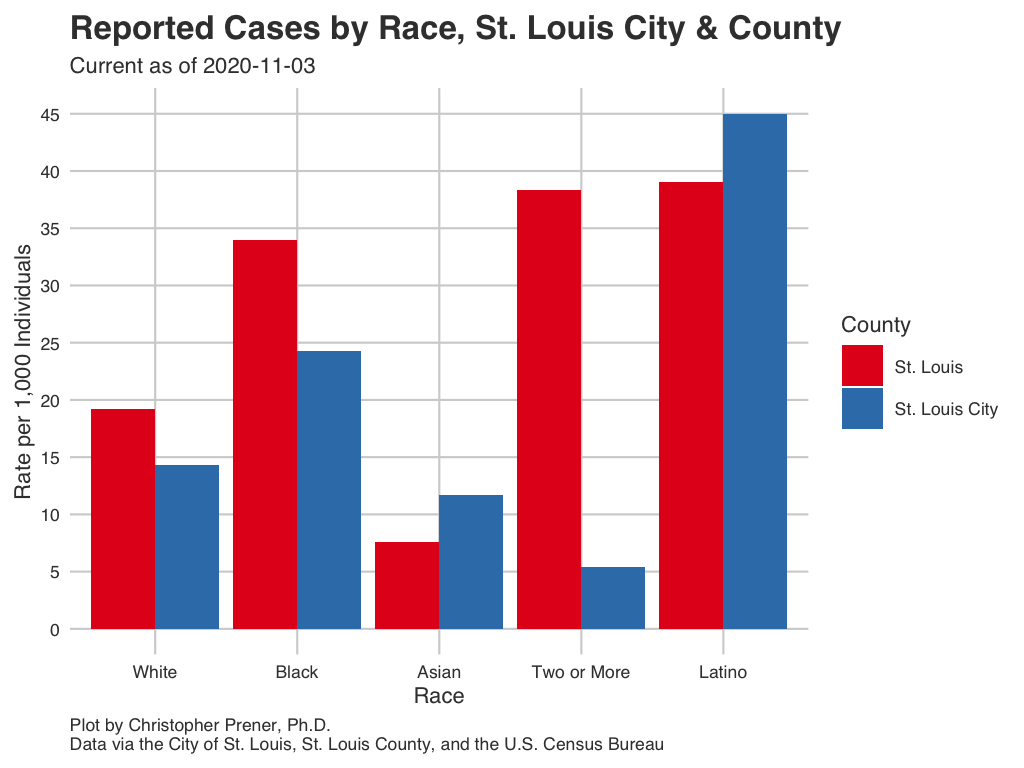 Reported Cases by Race, St. Louis City & County
Current as of 2020-11-03
Rate per 1,000 Individuals
45
40
35
30
25
20
15
10
5
0
White
Black
Asian
Two or More
Latino
Race
County
St. Louis
St. Louis City
Plot by Christopher Prener, Ph.D.
Data via the City of St. Louis, St. Louis County, and the U.S. Census Bureau